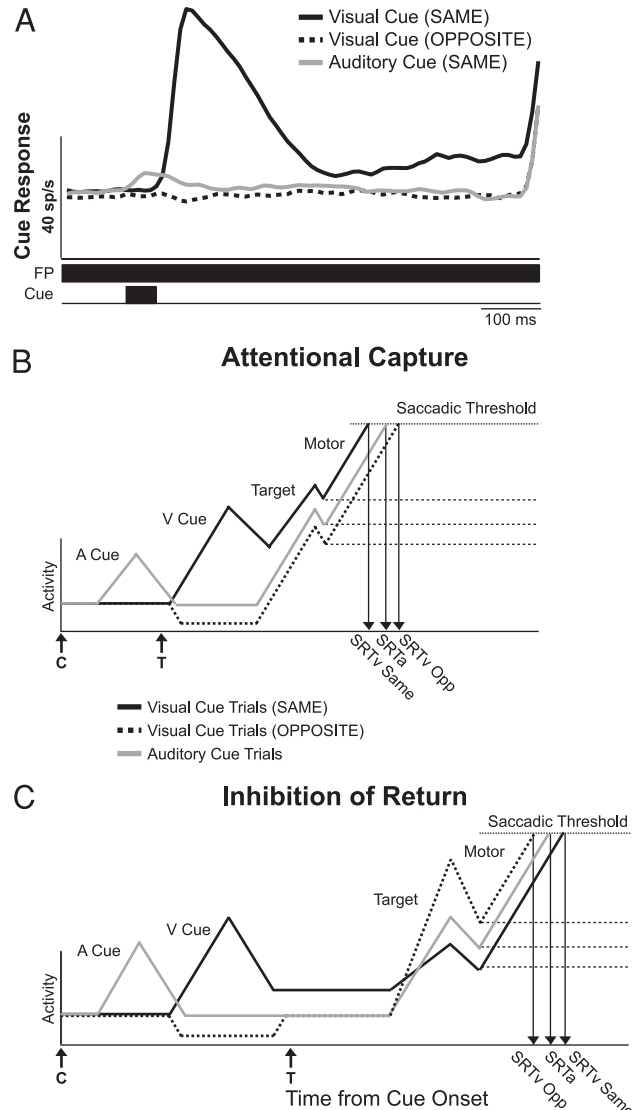 A
Visual Cue (SAME)
Visual Cue (OPPOSITE)
Auditory Cue (SAME)
Cue Response
40 sp/s
FP
Cue
100 ms
B
Attentional Capture
Saccadic Threshold
Motor
Target
V Cue
A Cue
Activity
C
T
SRTv Same
SRTa
SRTv Opp
Visual Cue Trials (SAME)
Visual Cue Trials (OPPOSITE)
Auditory Cue Trials
C
Inhibition of Return
Saccadic Threshold
Motor
Target
V Cue
A Cue
Activity
C
T
Time from Cue Onset
SRTv Opp
SRTa
SRTv Same